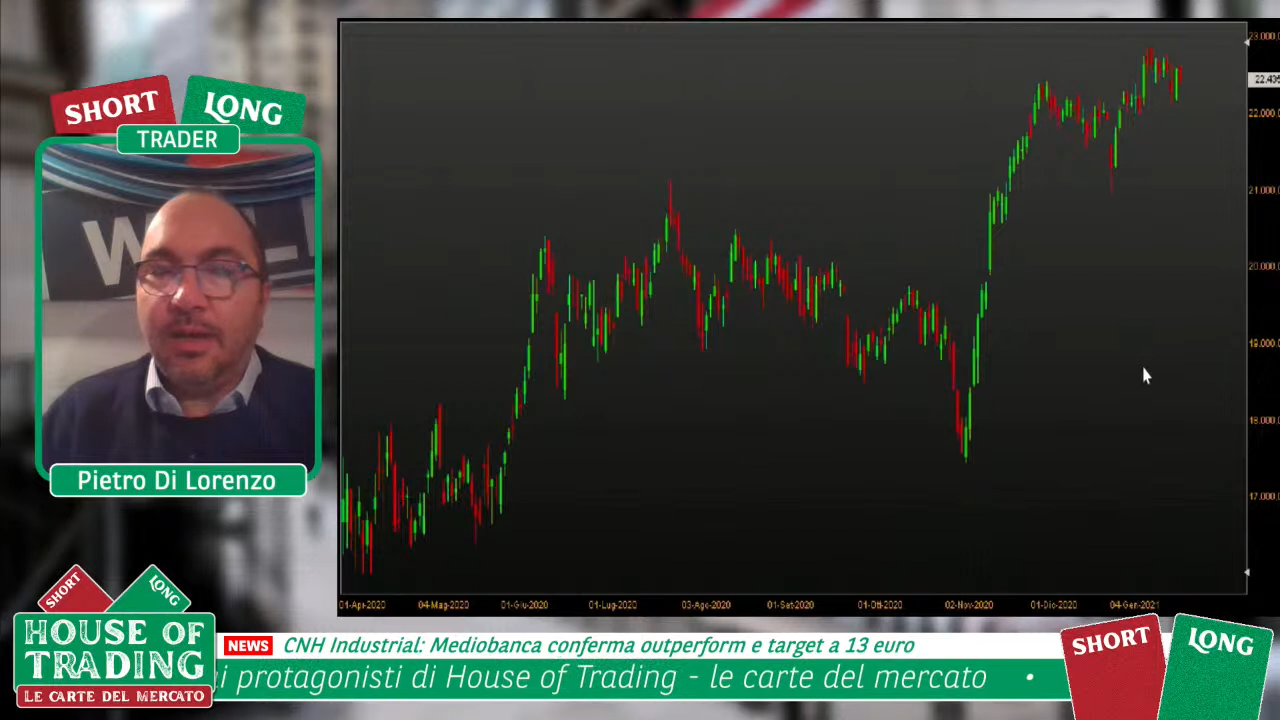 SHORT
LONG
TRADER
Pietro Di Lorenzo
23.000,
22.000,
21.000,
20.000,
19.000,
18.000,
17.000,
01-Apr-2020
04-Mag-2020
01-Giu-2020
01-Lug-2020
03-Ago-2020
01-Set-2020
01-Ott-2020
02-Nov-2020
01-Dic-2020
04-Gen-2021
SHORT
LONG
HOUSE OF
TRADING
LE CARTE DEL MERCATO
NEWS CNH Industrial: Mediobanca conferma outperform e target a 13 euro
i protagonisti di House of Trading - le carte del mercato •
SHORT
LONG